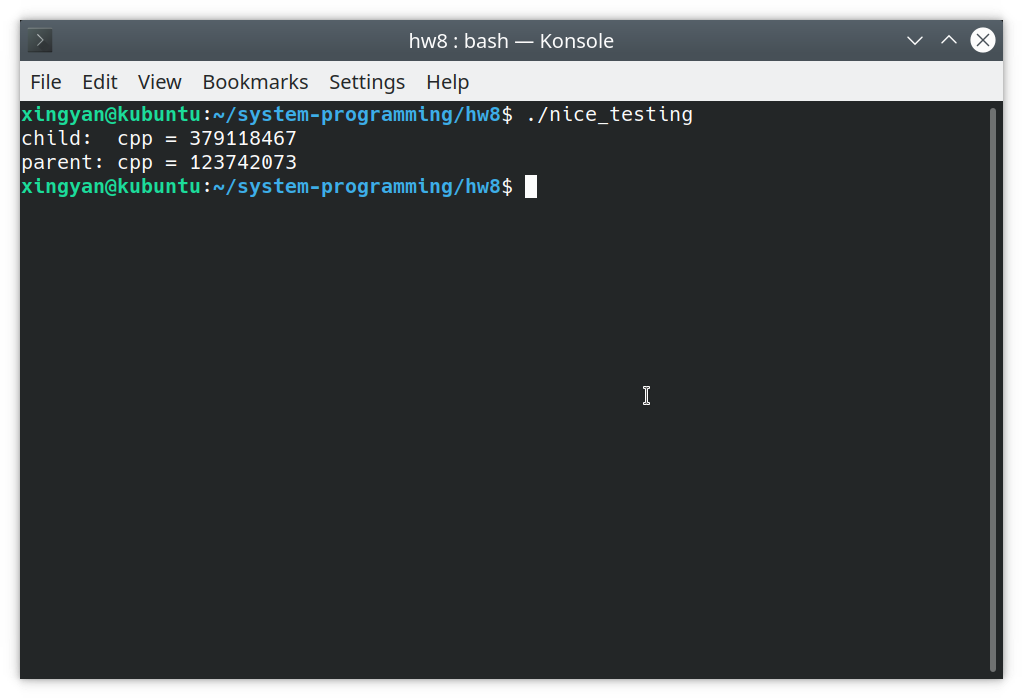 hw8 : bash — Konsole
File Edit View Bookmarks Settings Help
xingyan@kubuntu:~/system-programming/hw8$ ./nice_testing
child:  cpp = 379118467
parent: cpp = 123742073
xingyan@kubuntu:~/system-programming/hw8$